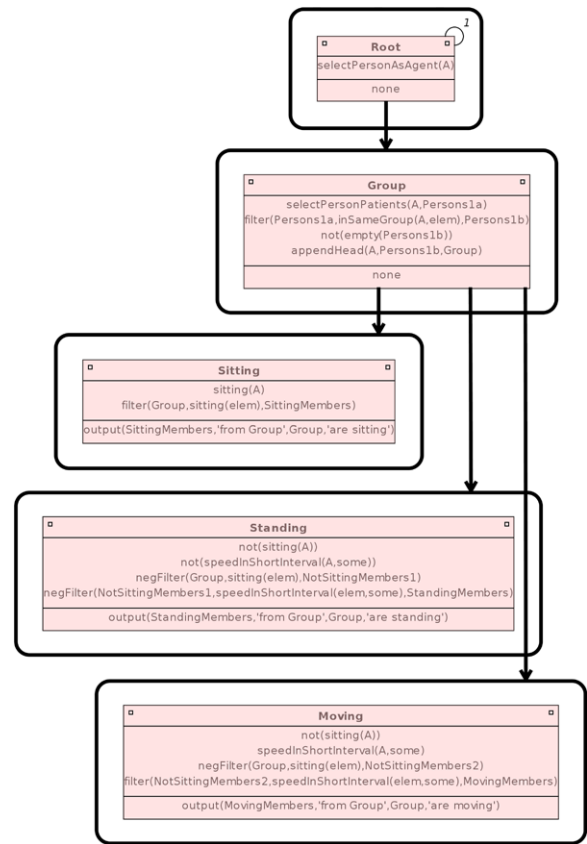 1
Root
selectPersonAsAgent(A)
none
Group
selectPersonPatients(A,Persons1a)
filter(Persons1a,inSameGroup(A,elem),Persons1b)
not(empty(Persons1b))
appendHead(A,Persons1b,Group)
none
Sitting
sitting(A)
filter(Group,sitting(elem),SittingMembers)
output(SittingMembers,'from Group',Group,'are sitting')
Standing
not(sitting(A))
not(speedInShortInterval(A,some))
negFilter(Group,sitting(elem),NotSittingMembers1)
negFilter(NotSittingMembers1,speedInShortInterval(elem,some),StandingMembers)
output(StandingMembers,'from Group',Group,'are standing')
Moving
not(sitting(A))
speedInShortInterval(A,some)
negFilter(Group,sitting(elem),NotSittingMembers2)
filter(NotSittingMembers2,speedInShortInterval(elem,some),MovingMembers)
output(MovingMembers,'from Group',Group,'are moving')